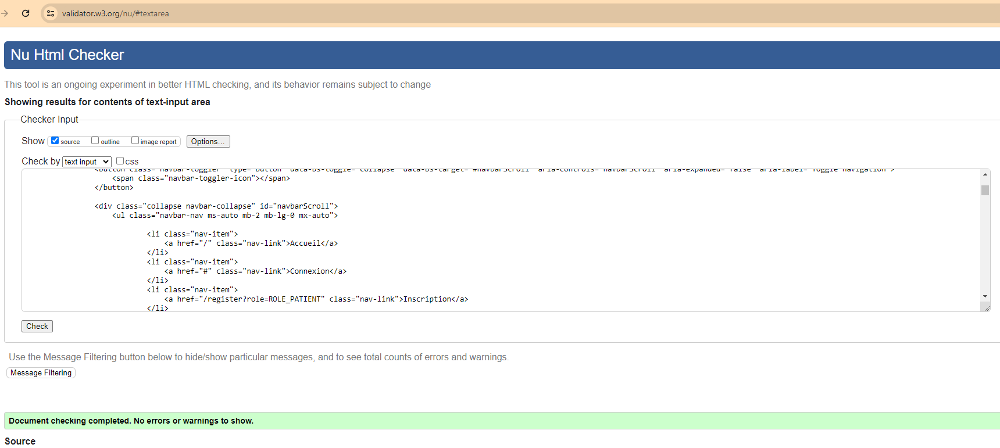 validator.w3.org/nu/#textarea
Nu Html Checker
This tool is an ongoing experiment in better HTML checking, and its behavior remains subject to change
Showing results for contents of text-input area
Checker Input
Show source outline image report Options...
Check by text input css
<button class="navbar-toggler" type="button" data-bs-toggle="collapse" data-bs-target="#navbarScroll" aria-controls="navbarScroll" aria-expanded="false" aria-label="Toggle navigation">
<span class="navbar-toggler-icon"></span>
</button>
<div class="collapse navbar-collapse" id="navbarScroll">
<ul class="navbar-nav ms-auto mb-2 mb-lg-0 mx-auto">
<li class="nav-item">
<a href="/" class="nav-link">Accueil</a>
</li>
<li class="nav-item">
<a href="#" class="nav-link">Connexion</a>
</li>
<li class="nav-item">
<a href="/register?role=ROLE_PATIENT" class="nav-link">Inscription</a>
</li>
Check
Use the Message Filtering button below to hide/show particular messages, and to see total counts of errors and warnings.
Message Filtering
Document checking completed. No errors or warnings to show.
Source